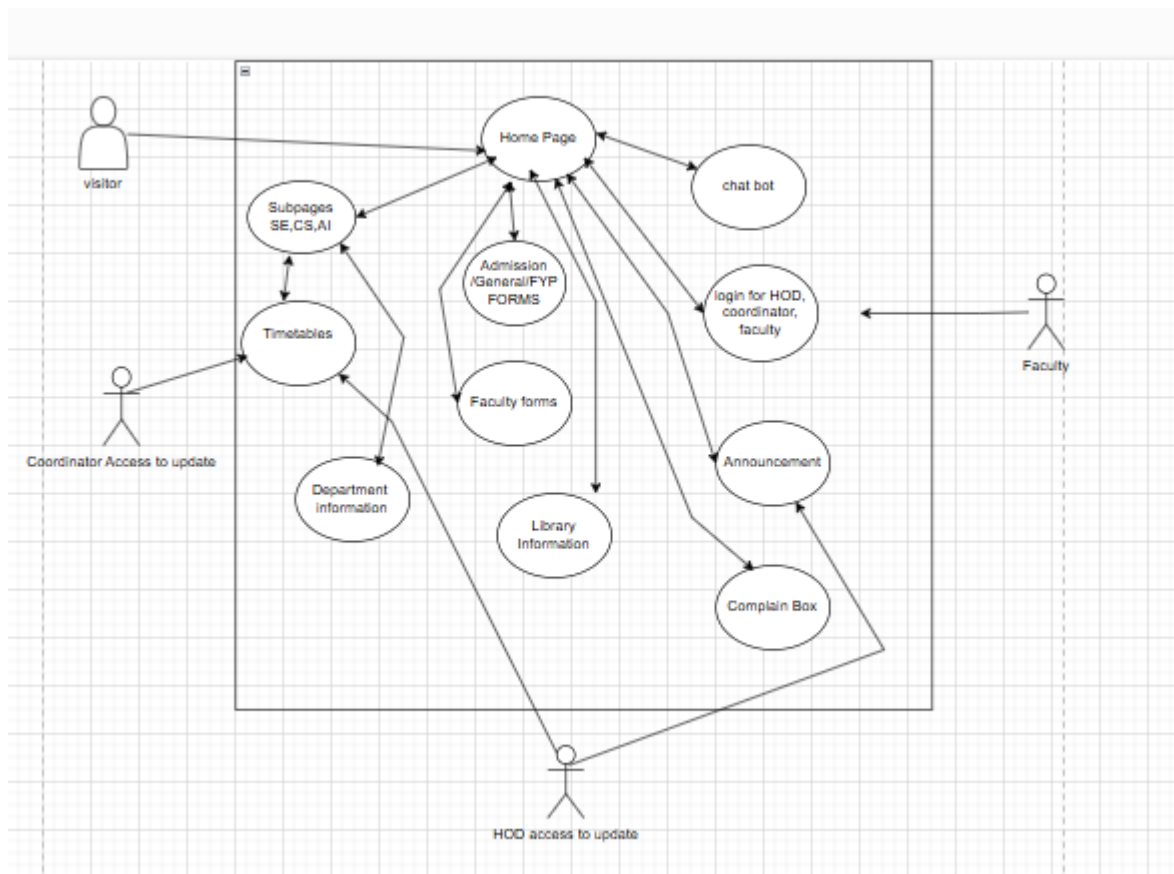 Home Page
chat bot
visitor
Subpages
SE,CS,AI
Admission
/General/FYP
FORMS
login for HOD,
coordinator,
faculty
Timetables
Faculty
Faculty forms
Coordinator Access to update
Announcement
Department
information
Library
Information
Complain Box
HOD access to update